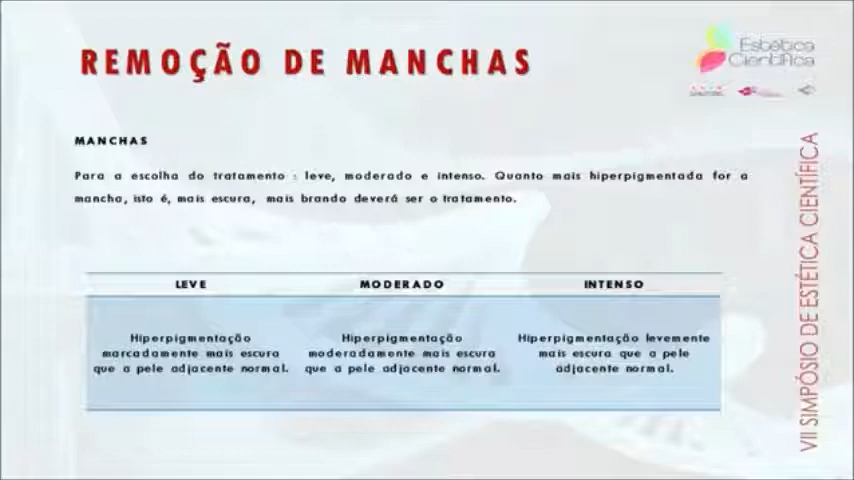 REMOÇÃO DE MANCHAS
Estética
Científica
MANCHAS
Para a escolha do tratamento : leve, moderado e intenso. Quanto mais hiperpigmentada for a
mancha, isto é, mais escura, mais brando deverá ser o tratamento.
LEVE MODERADO INTENSO
Hiperpigmentação Hiperpigmentação Hiperpigmentação levemente
marcadamente mais escura moderadamente mais escura mais escura que a pele
que a pele adjacente normal. que a pele adjacente normal. adjacente normal.
VII SIMPÓSIO DE ESTÉTICA CIENTÍFICA